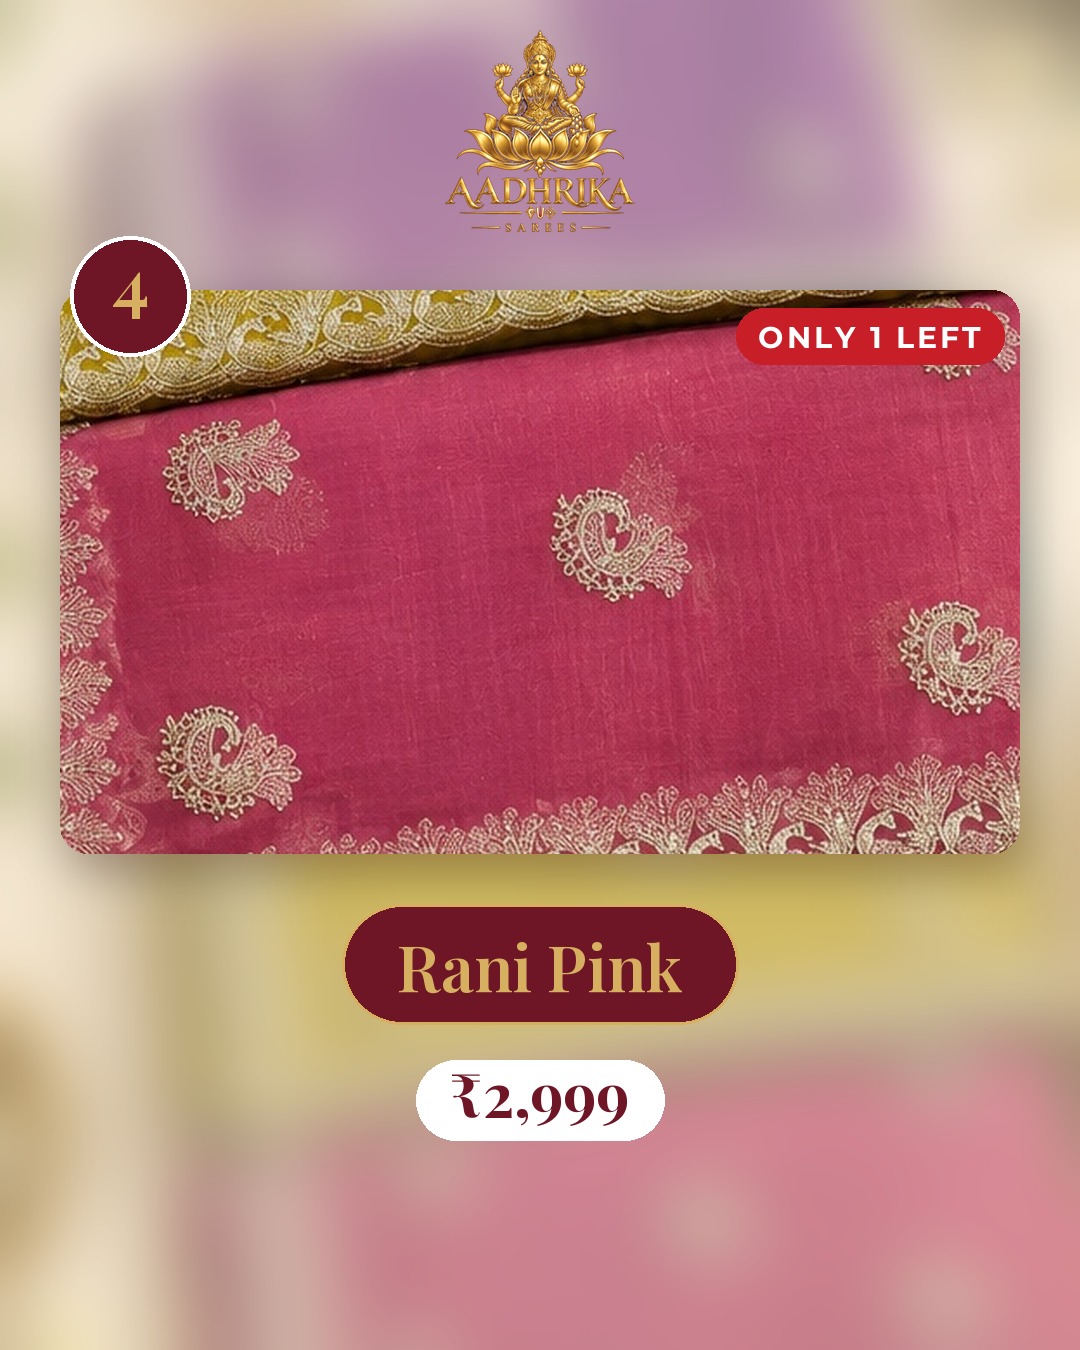 AADHRIKA
SAREES
4
ONLY 1 LEFT
Rani Pink
₹2,999